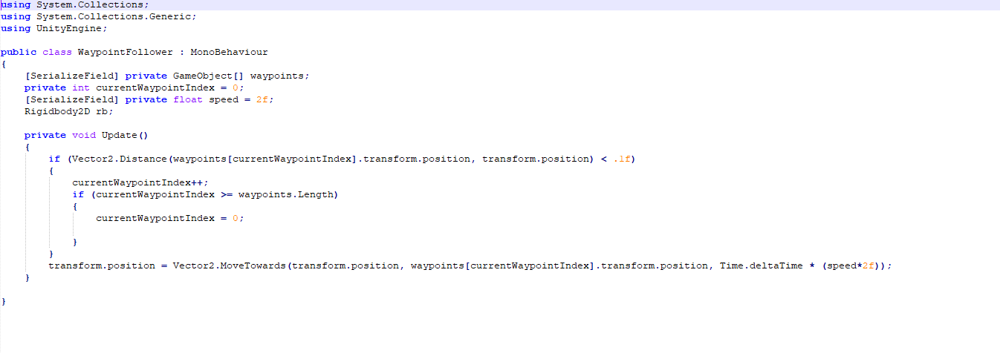 using System.Collections;
using System.Collections.Generic;
using UnityEngine;
public class WaypointFollower : MonoBehaviour
{
[SerializeField] private GameObject[] waypoints;
private int currentWaypointIndex = 0;
[SerializeField] private float speed = 2f;
Rigidbody2D rb;
private void Update()
{
if (Vector2.Distance(waypoints[currentWaypointIndex].transform.position, transform.position) < .1f)
{
currentWaypointIndex++;
if (currentWaypointIndex >= waypoints.Length)
{
currentWaypointIndex = 0;
}
}
transform.position = Vector2.MoveTowards(transform.position, waypoints[currentWaypointIndex].transform.position, Time.deltaTime * (speed*2f));
}
}